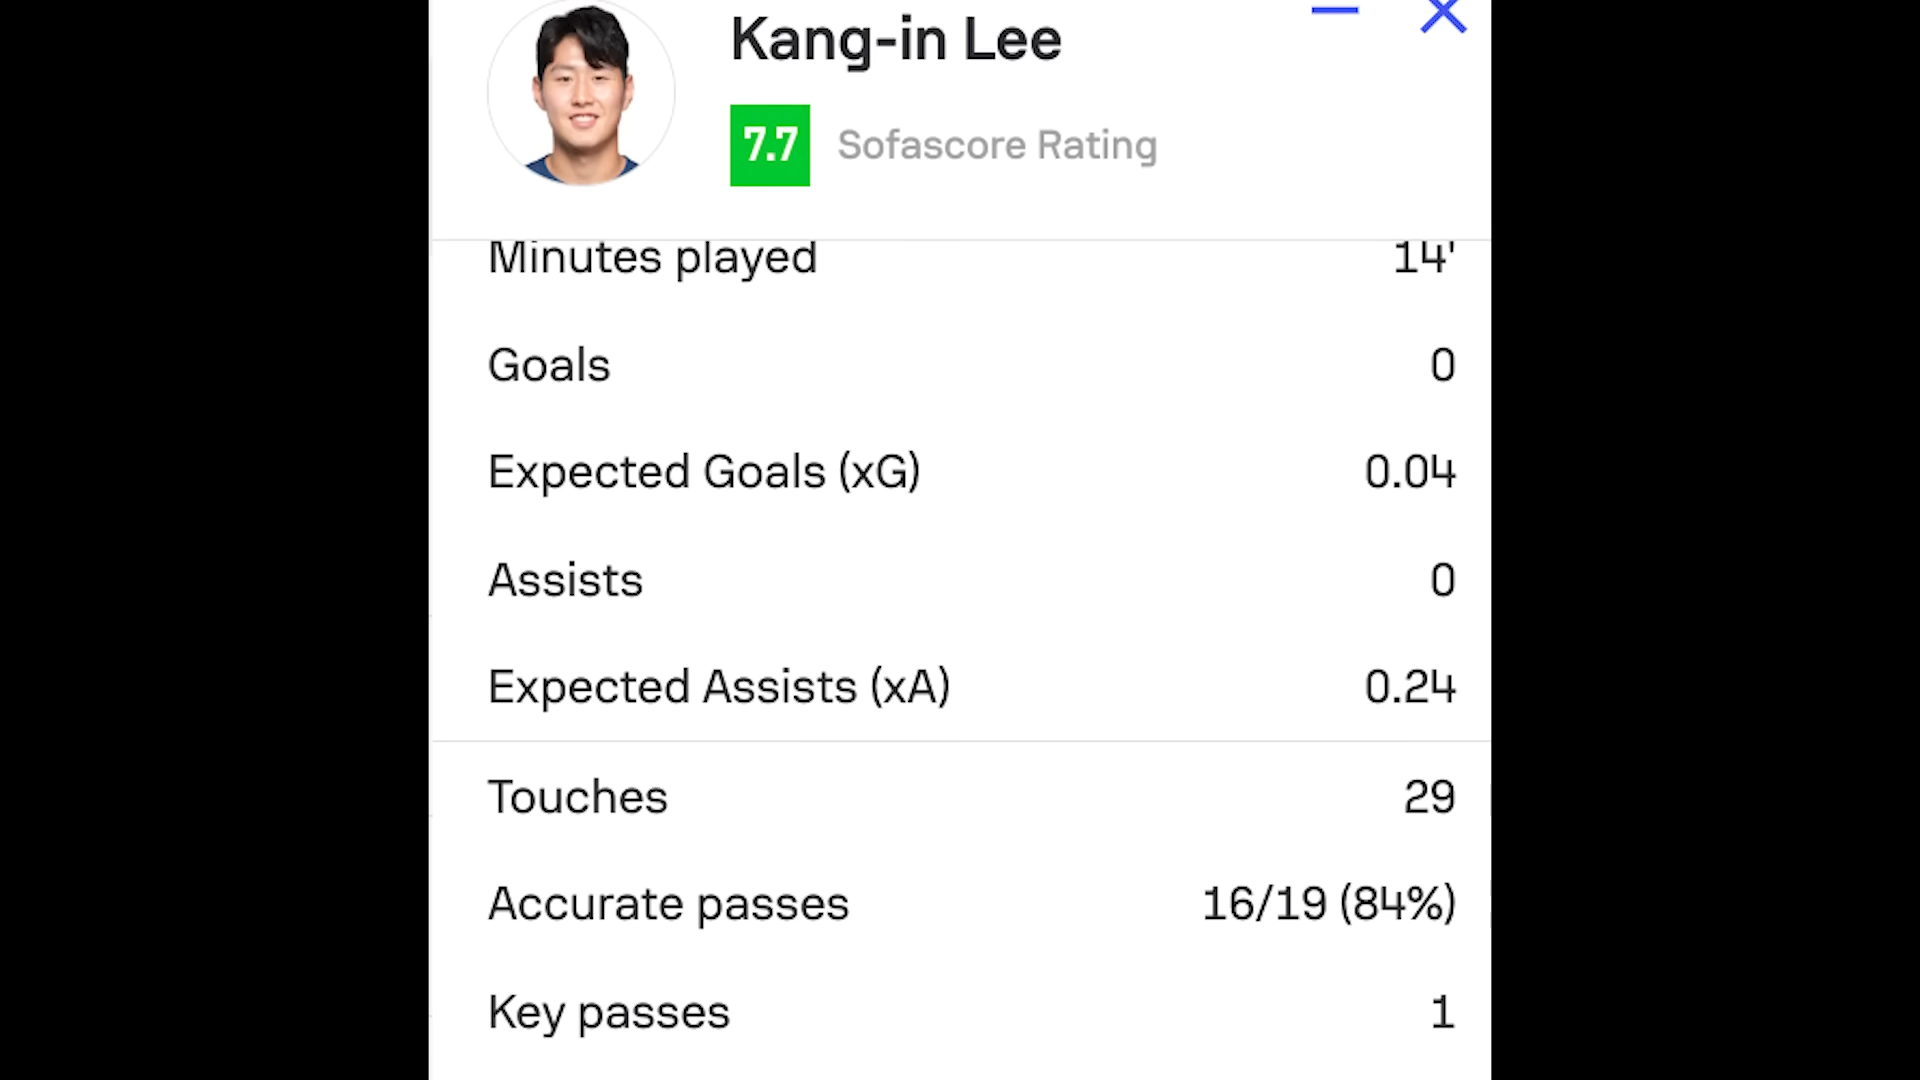 Kang-in Lee
7.7 Sofascore Rating
Minutes played 14'
Goals 0
Expected Goals (xG) 0.04
Assists 0
Expected Assists (xA) 0.24
Touches 29
Accurate passes 16/19 (84%)
Key passes 1